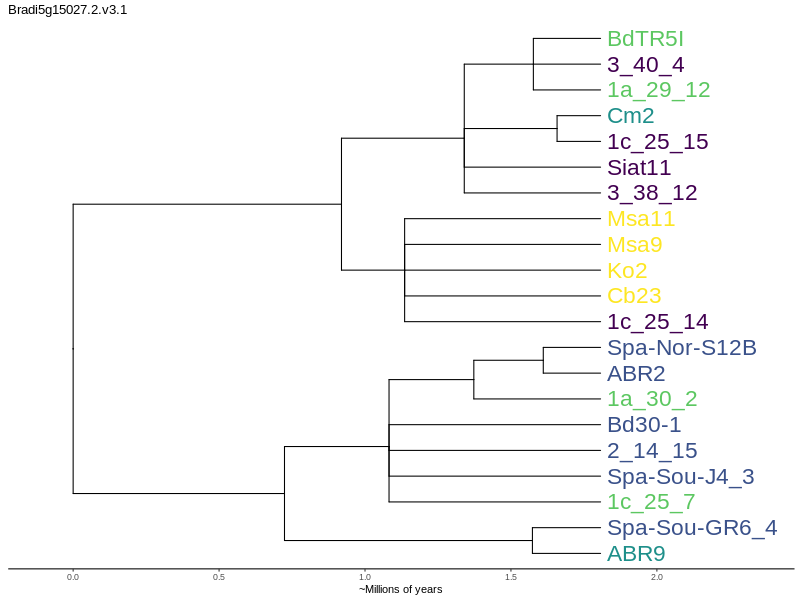 Bradi5g15027.2.v3.1
BdTR5I
3_40_4
1a_29_12
Cm2
1c_25_15
Siat11
3_38_12
Msa11
Msa9
Ko2
Cb23
1c_25_14
Spa-Nor-S12B
ABR2
1a_30_2
Bd30-1
2_14_15
Spa-Sou-J4_3
1c_25_7
Spa-Sou-GR6_4
ABR9
0.0 0.5 1.0 1.5 2.0
~Millions of years